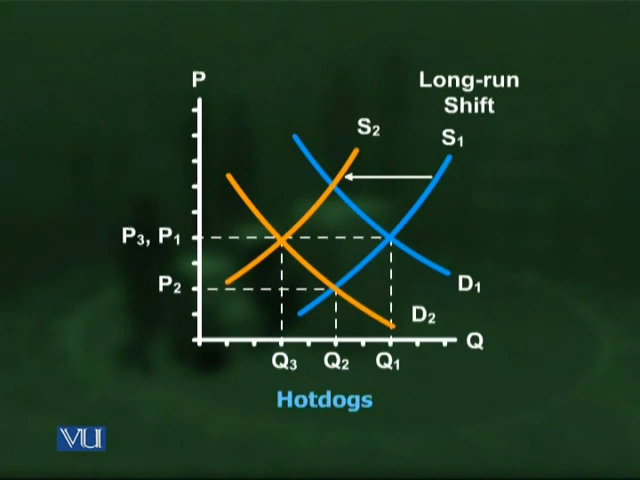 P
Long-run
Shift
S2
S1
P3, P1
P2
D1
D2
Q
Q3 Q2 Q1
Hotdogs
VU